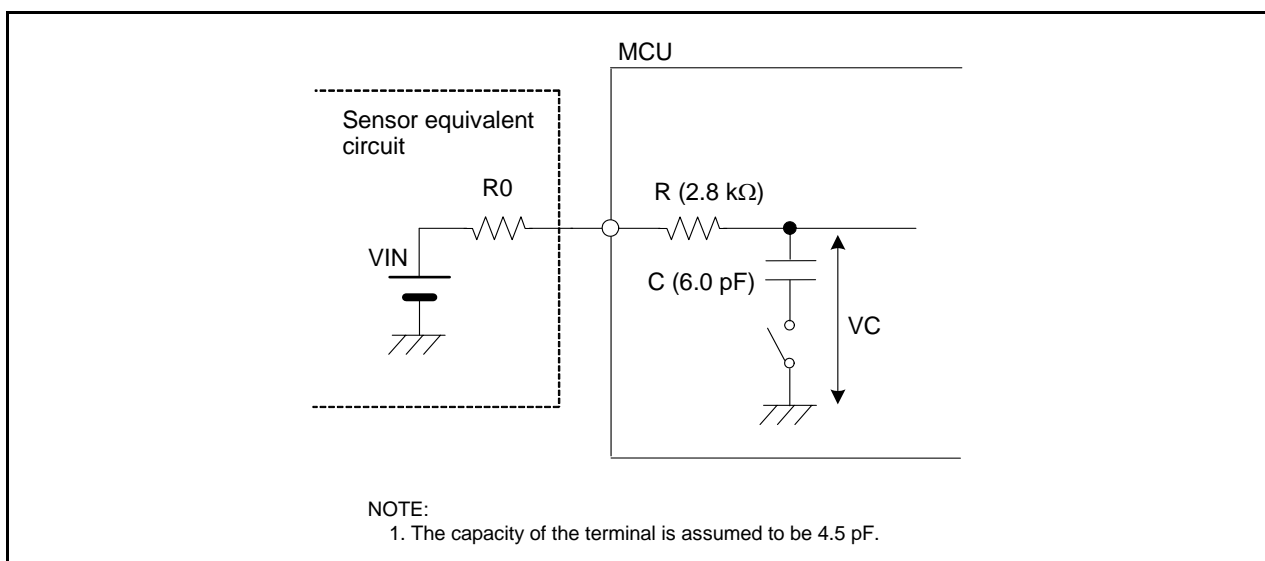 MCU
Sensor equivalent
circuit
R0
R (2.8 kΩ)
VIN
C (6.0 pF)
VC
NOTE:
1. The capacity of the terminal is assumed to be 4.5 pF.